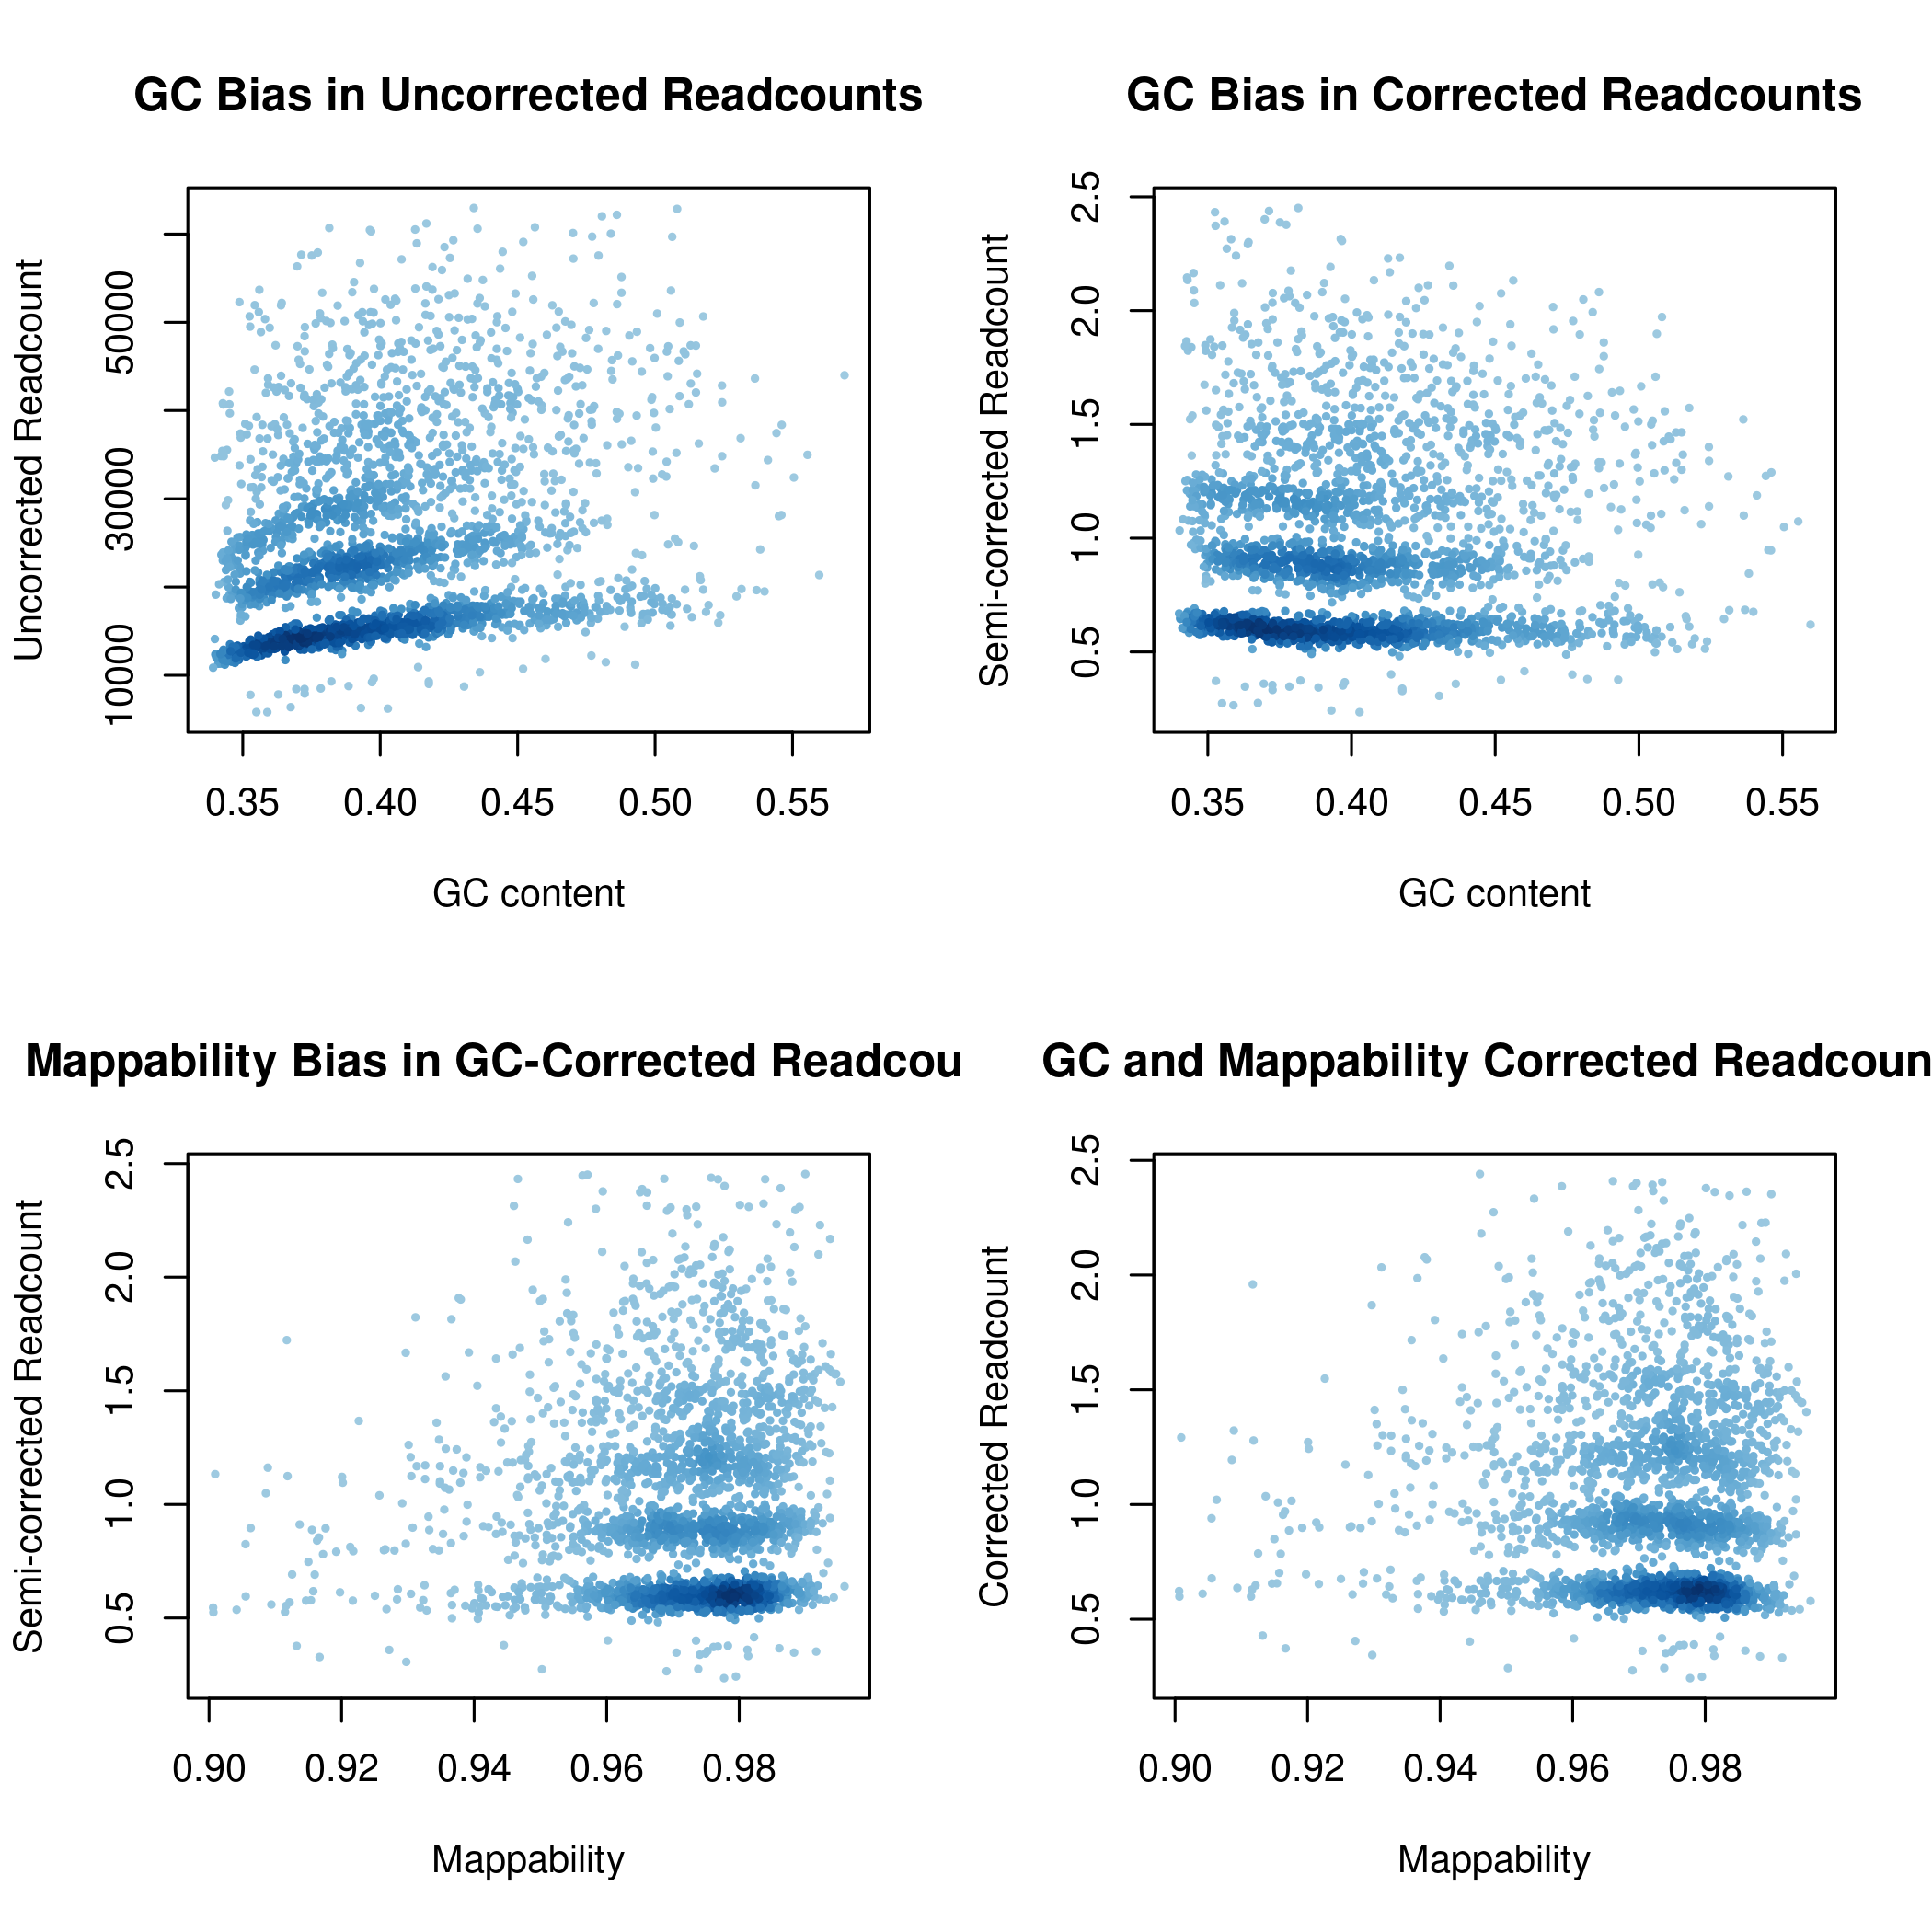 GC Bias in Uncorrected Readcounts
Uncorrected Readcount
10000 30000 50000
0.35 0.40 0.45 0.50 0.55
GC content
GC Bias in Corrected Readcounts
Semi-corrected Readcount
0.5 1.0 1.5 2.0 2.5
0.35 0.40 0.45 0.50 0.55
GC content
Mappability Bias in GC-Corrected Readcou
Semi-corrected Readcount
0.5 1.0 1.5 2.0 2.5
0.90 0.92 0.94 0.96 0.98
Mappability
GC and Mappability Corrected Readcoun
Corrected Readcount
0.5 1.0 1.5 2.0 2.5
0.90 0.92 0.94 0.96 0.98
Mappability